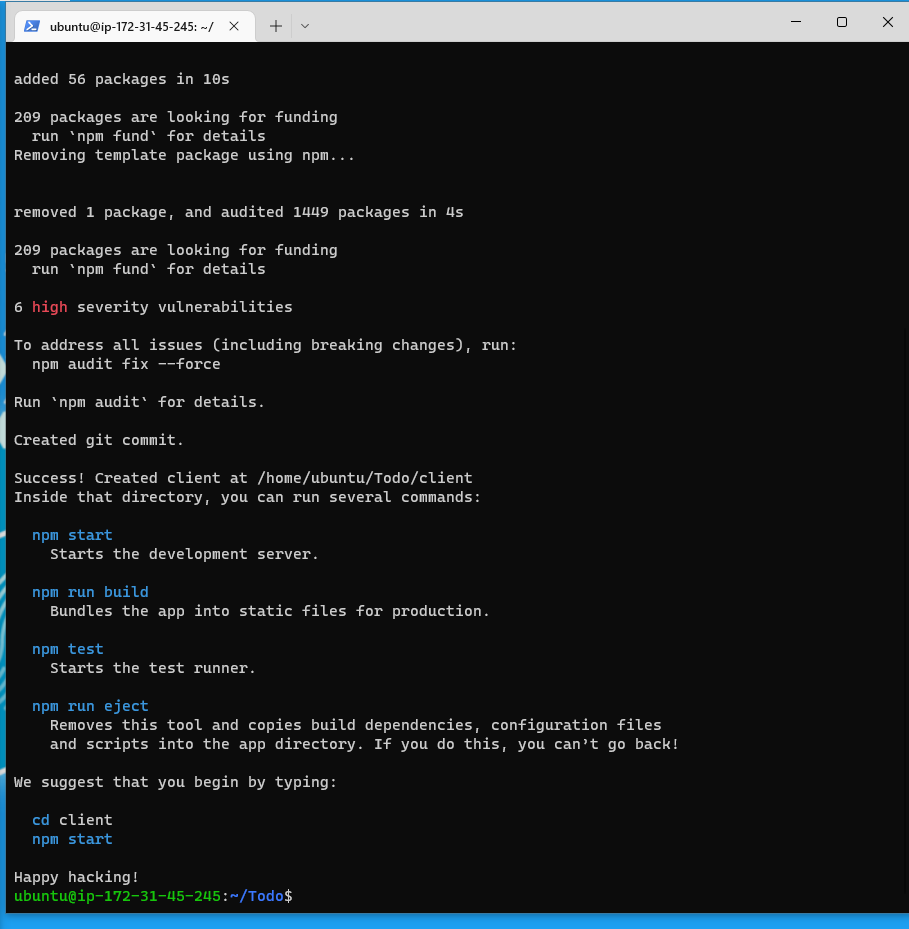 ubuntu@ip-172-31-45-245: ~/
added 56 packages in 10s
209 packages are looking for funding
run `npm fund` for details
Removing template package using npm...
removed 1 package, and audited 1449 packages in 4s
209 packages are looking for funding
run `npm fund` for details
6 high severity vulnerabilities
To address all issues (including breaking changes), run:
npm audit fix --force
Run `npm audit` for details.
Created git commit.
Success! Created client at /home/ubuntu/Todo/client
Inside that directory, you can run several commands:
npm start
Starts the development server.
npm run build
Bundles the app into static files for production.
npm test
Starts the test runner.
npm run eject
Removes this tool and copies build dependencies, configuration files
and scripts into the app directory. If you do this, you can’t go back!
We suggest that you begin by typing:
cd client
npm start
Happy hacking!
ubuntu@ip-172-31-45-245:~/Todo$